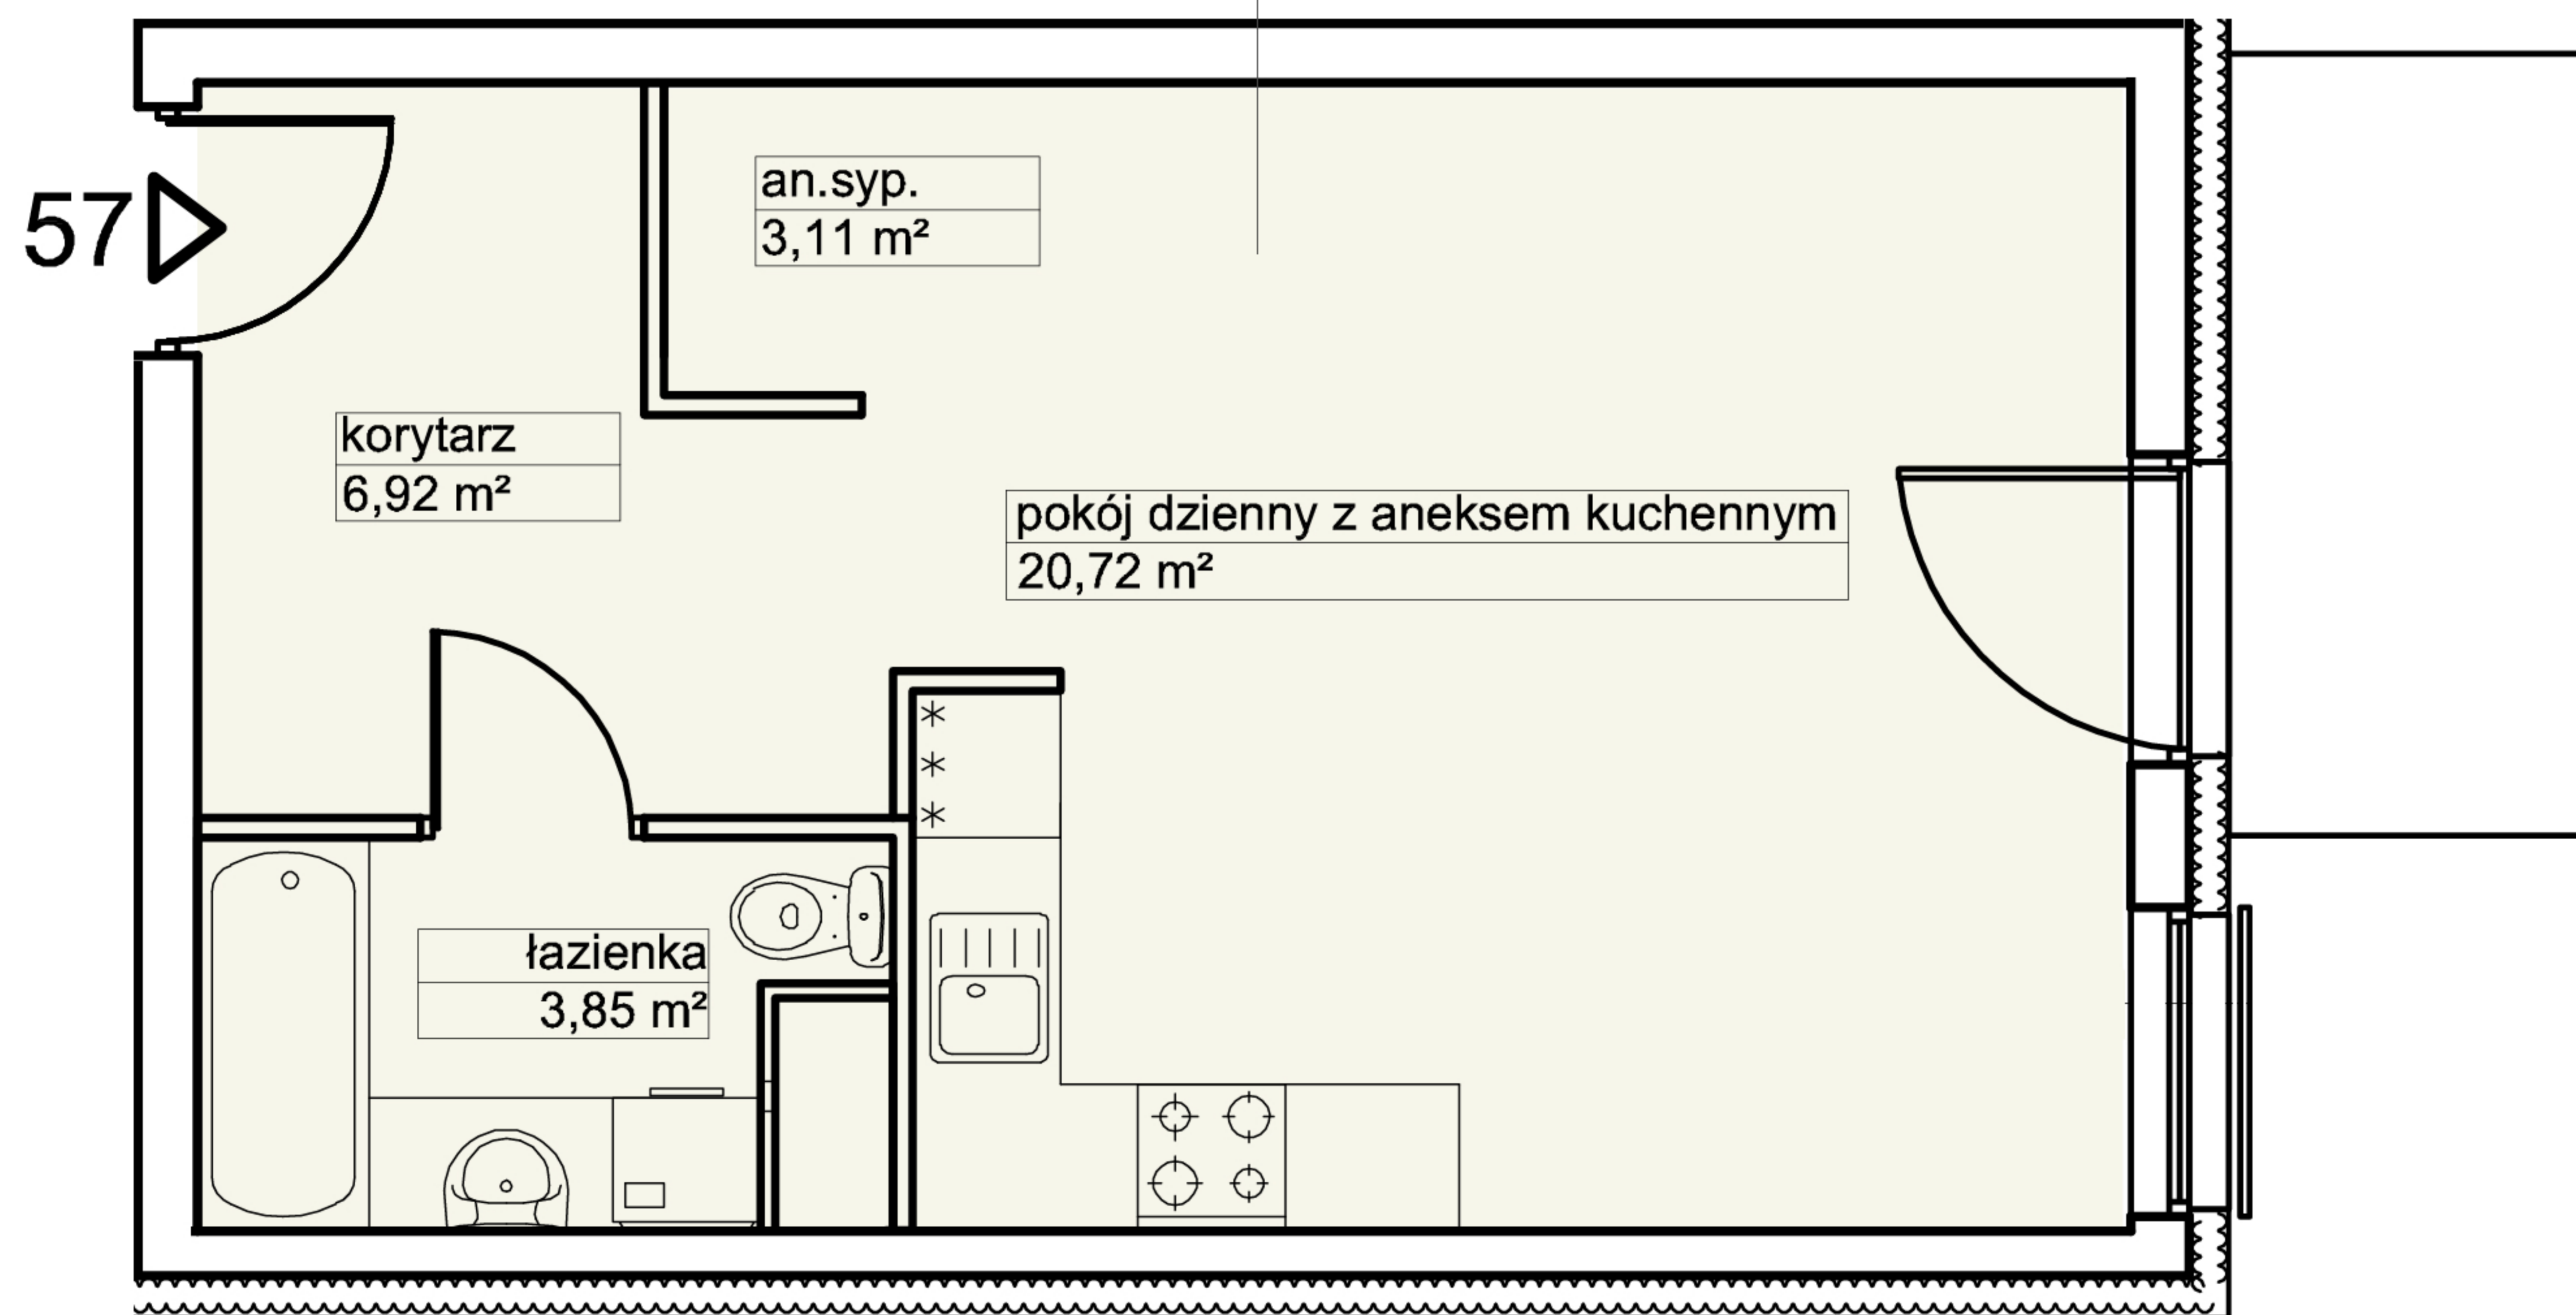 57
an.syp.
3,11 m²
korytarz
6,92 m²
pokój dzienny z aneksem kuchennym
20,72 m²
łazienka
3,85 m²